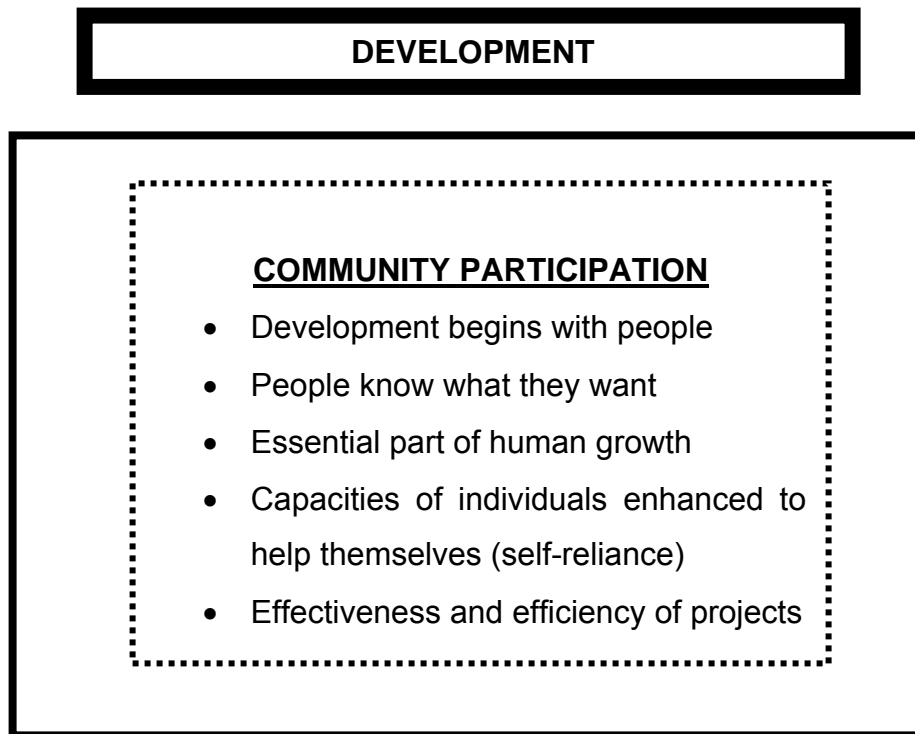 DEVELOPMENT
COMMUNITY PARTICIPATION
• Development begins with people
• People know what they want
• Essential part of human growth
• Capacities of individuals enhanced to
help themselves (self-reliance)
• Effectiveness and efficiency of projects